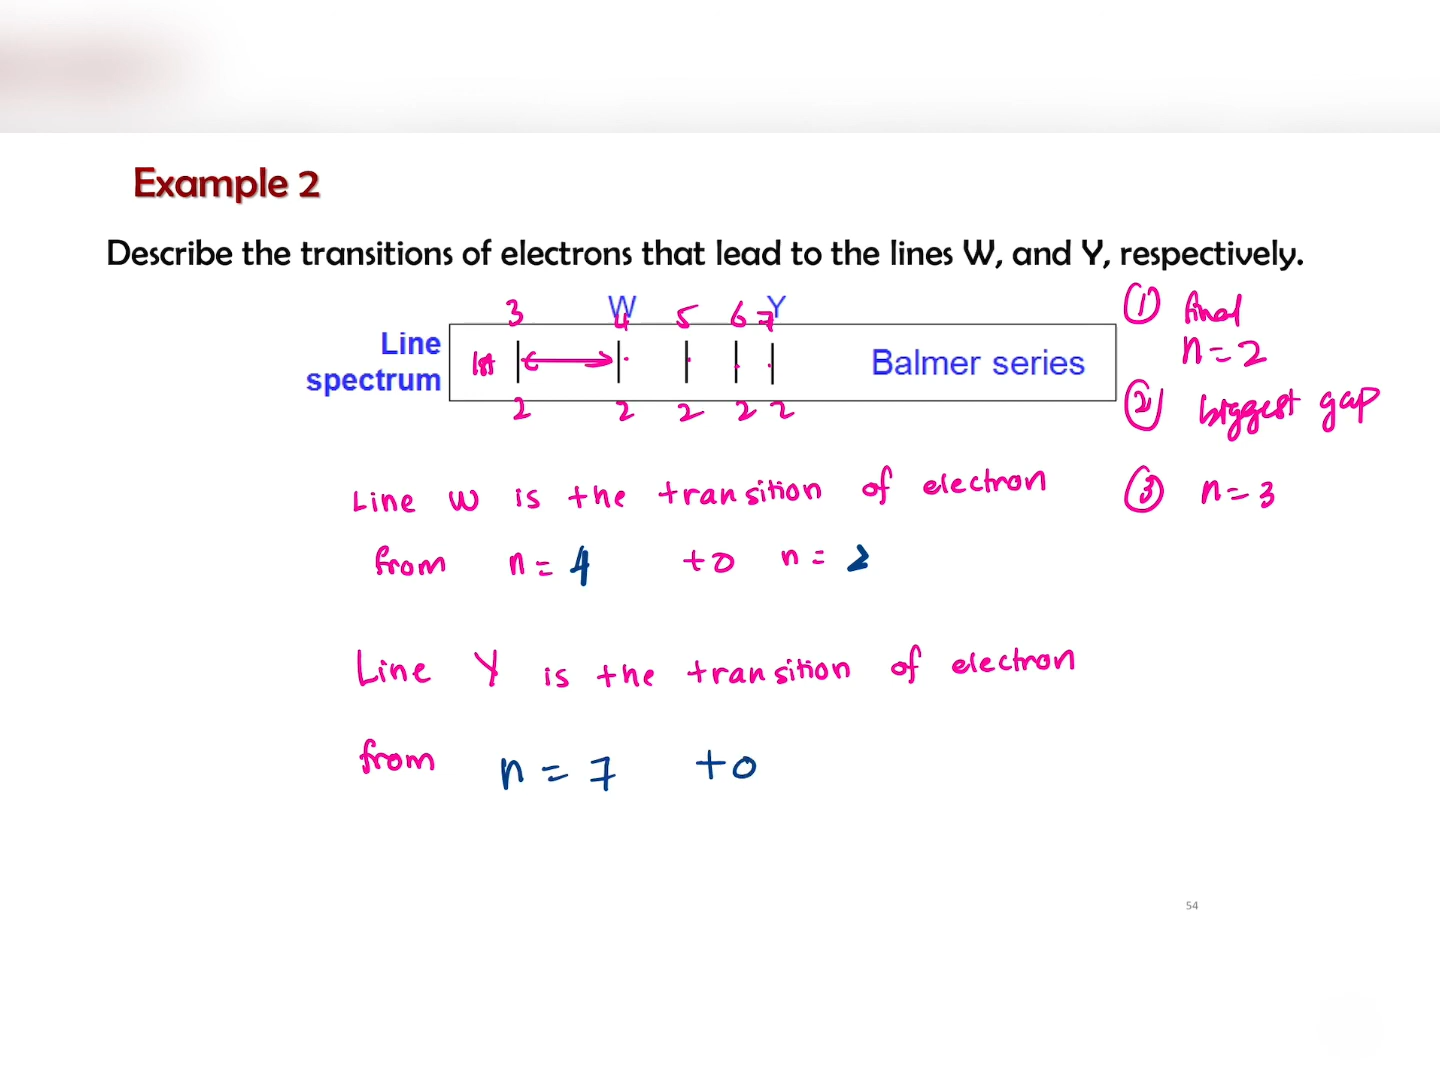 Example 2
Describe the transitions of electrons that lead to the lines W, and Y, respectively.
W Y
3 4 5 6 7
Line spectrum
1st
Balmer series
2 2 2 2 2
① final
n=2
② biggest gap
③ n=3
Line W is the transition of electron
from n=4 to n=2
Line Y is the transition of electron
from n=7 to
54